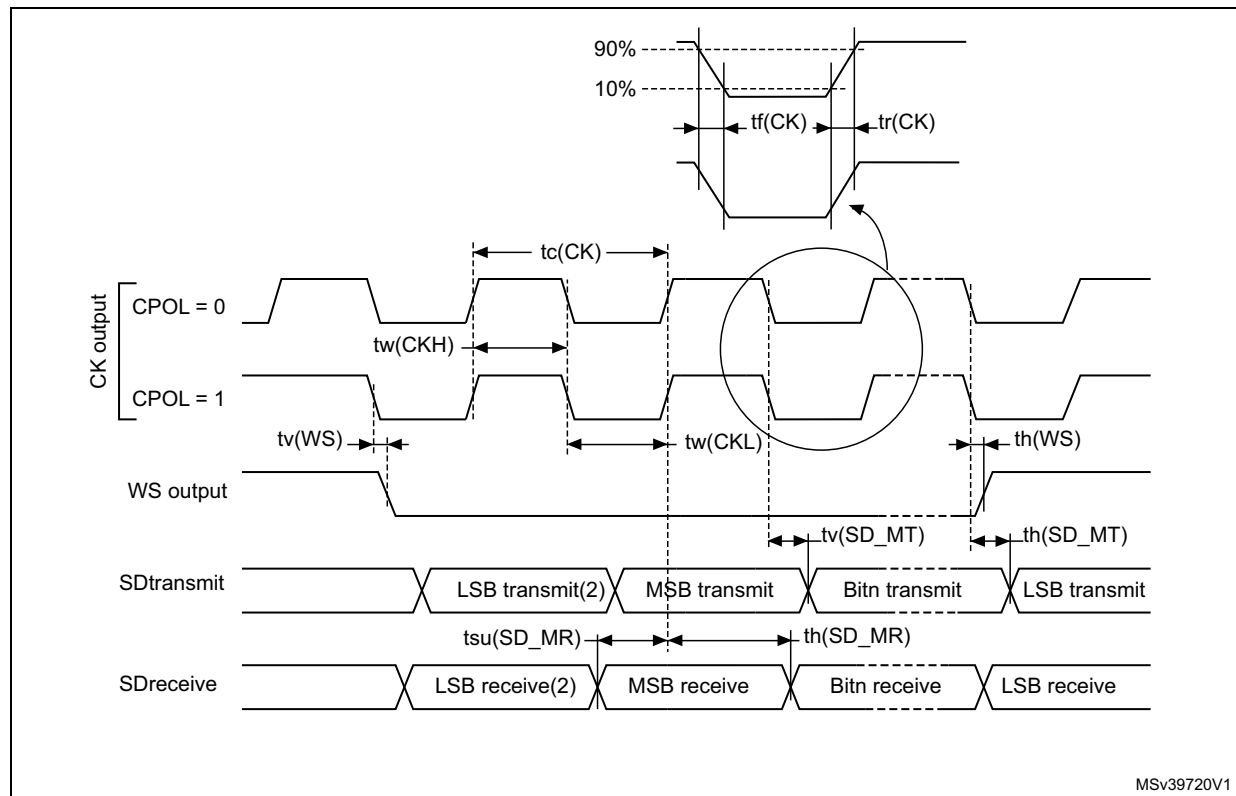 90%
10%
tf(CK)
tr(CK)
tc(CK)
CK output
CPOL = 0
tw(CKH)
CPOL = 1
tv(WS)
tw(CKL)
th(WS)
WS output
tv(SD_MT)
th(SD_MT)
SDtransmit
LSB transmit(2)
MSB transmit
Bitn transmit
LSB transmit
tsu(SD_MR)
th(SD_MR)
SDreceive
LSB receive(2)
MSB receive
Bitn receive
LSB receive
MSv39720V1